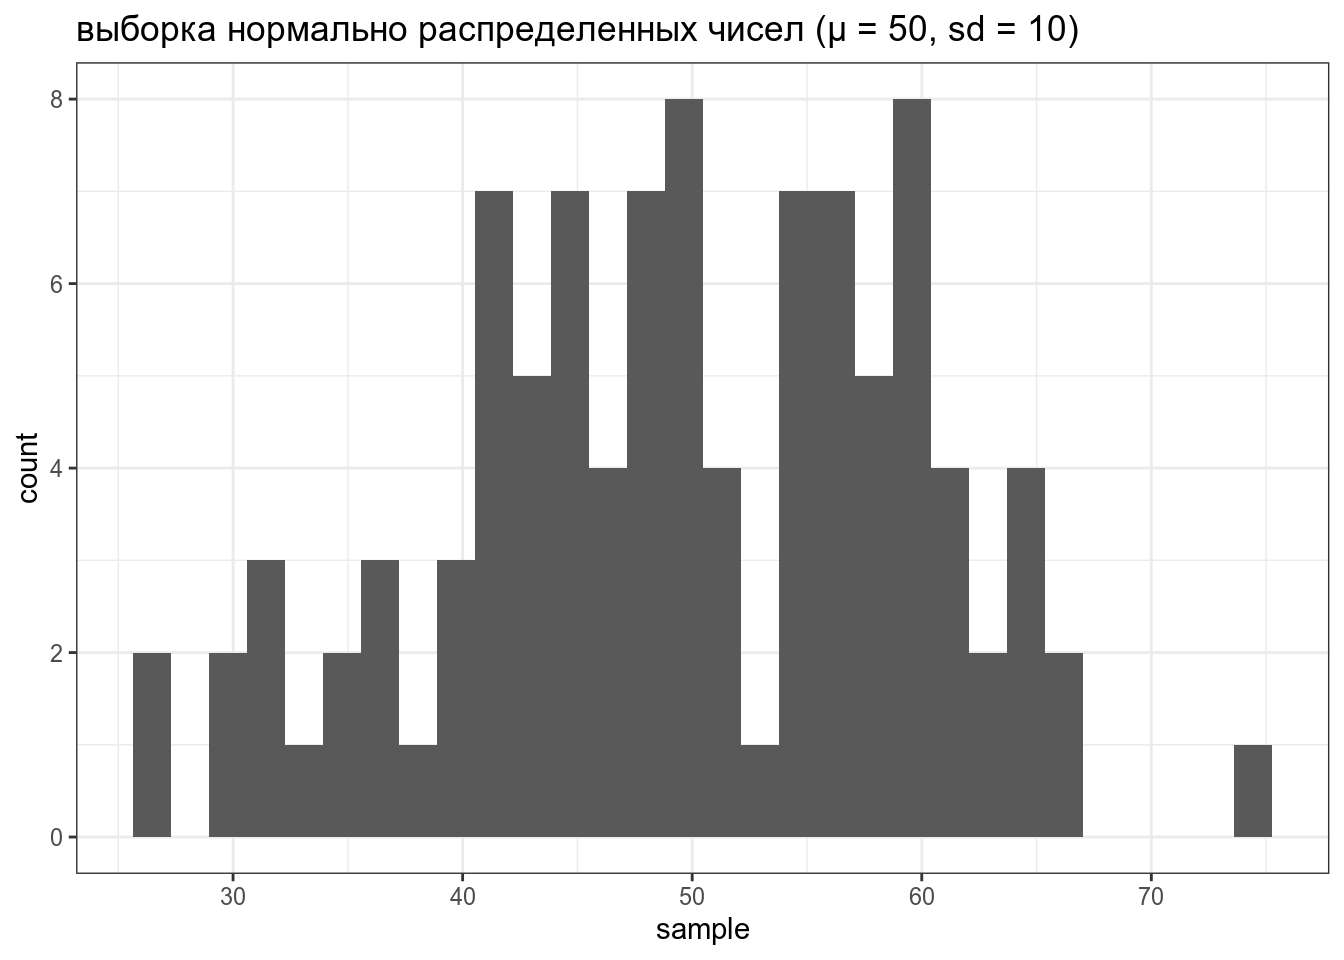 выборка нормально распределенных чисел (μ = 50, sd = 10)
8
6
4
2
0
count
30 40 50 60 70
sample